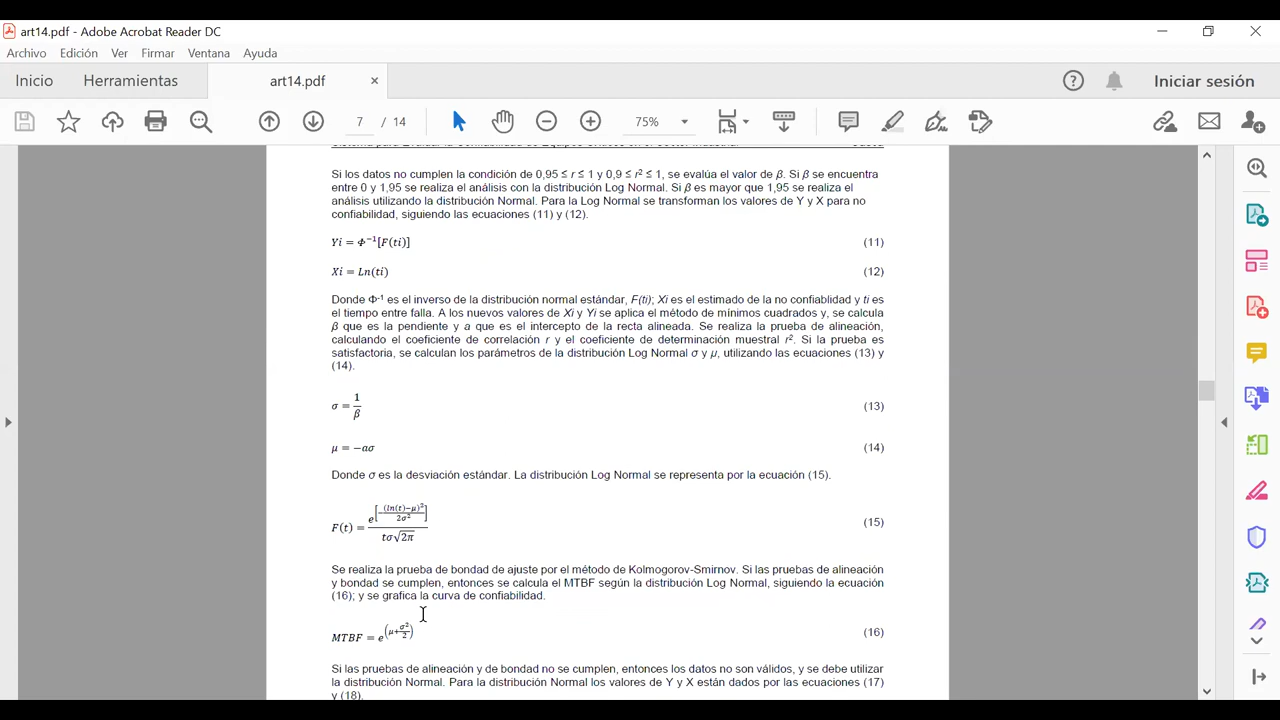 art14.pdf - Adobe Acrobat Reader DC
Archivo Edición Ver Firmar Ventana Ayuda
Inicio Herramientas art14.pdf × Iniciar sesión
7 / 14 75%
Si los datos no cumplen la condición de 0,95 ≤ r ≤ 1 y 0,9 ≤ r² ≤ 1, se evalúa el valor de β. Si β se encuentra
entre 0 y 1,95 se realiza el análisis con la distribución Log Normal. Si β es mayor que 1,95 se realiza el
análisis utilizando la distribución Normal. Para la Log Normal se transforman los valores de Y y X para no
confiabilidad, siguiendo las ecuaciones (11) y (12).
Yi = Φ⁻¹[F(ti)] (11)
Xi = Ln(ti) (12)
Donde Φ⁻¹ es el inverso de la distribución normal estándar, F(ti); Xi es el estimado de la no confiablidad y ti es
el tiempo entre falla. A los nuevos valores de Xi y Yi se aplica el método de mínimos cuadrados y, se calcula
β que es la pendiente y a que es el intercepto de la recta alineada. Se realiza la prueba de alineación,
calculando el coeficiente de correlación r y el coeficiente de determinación muestral r². Si la prueba es
satisfactoria, se calculan los parámetros de la distribución Log Normal σ y μ, utilizando las ecuaciones (13) y
(14).
σ = 1/β (13)
μ = −aσ (14)
Donde σ es la desviación estándar. La distribución Log Normal se representa por la ecuación (15).
F(t) = e^[−(ln(t)−μ)²/2σ²] / tσ√2π (15)
Se realiza la prueba de bondad de ajuste por el método de Kolmogorov-Smirnov. Si las pruebas de alineación
y bondad se cumplen, entonces se calcula el MTBF según la distribución Log Normal, siguiendo la ecuación
(16); y se grafica la curva de confiabilidad.
MTBF = e^(μ+σ²/2) (16)
Si las pruebas de alineación y de bondad no se cumplen, entonces los datos no son válidos, y se debe utilizar
la distribución Normal. Para la distribución Normal los valores de Y y X están dados por las ecuaciones (17)
y (18).